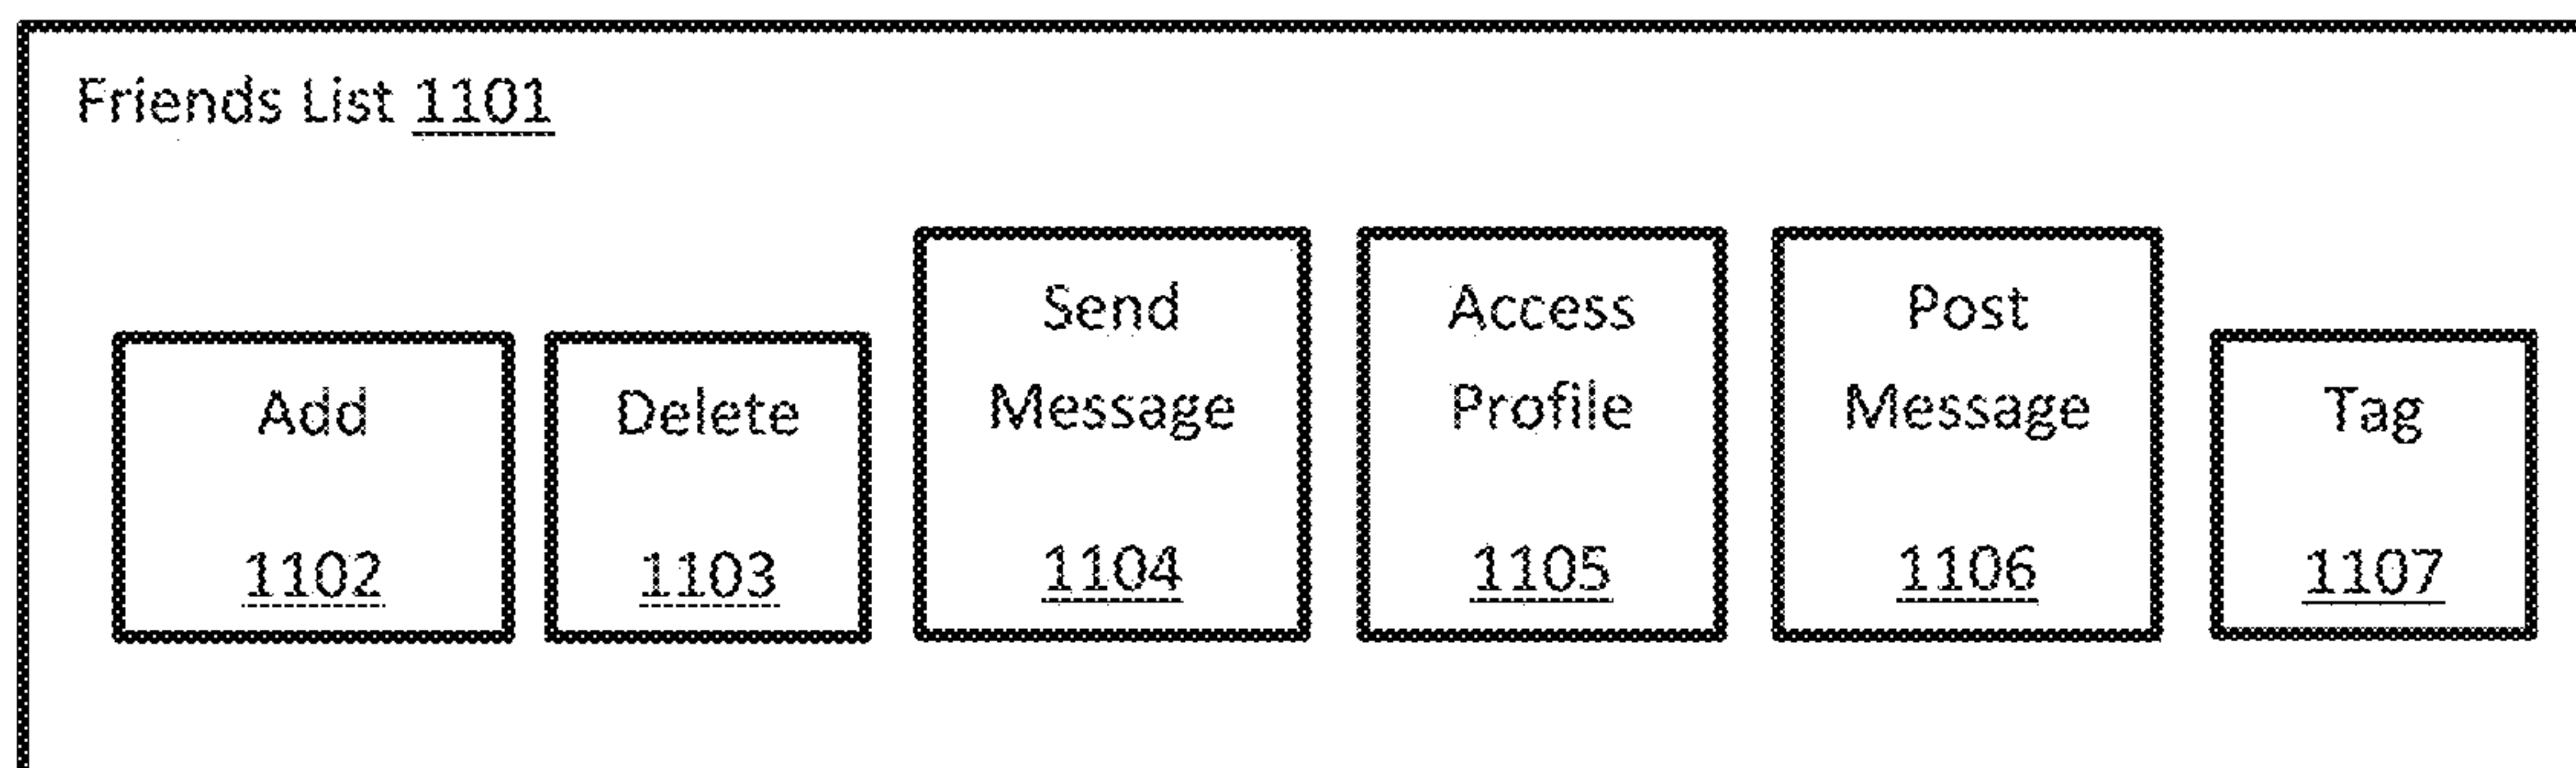 Friends List 1101
Add
1102
Delete
1103
Send
Message
1104
Access
Profile
1105
Post
Message
1106
Tag
1107